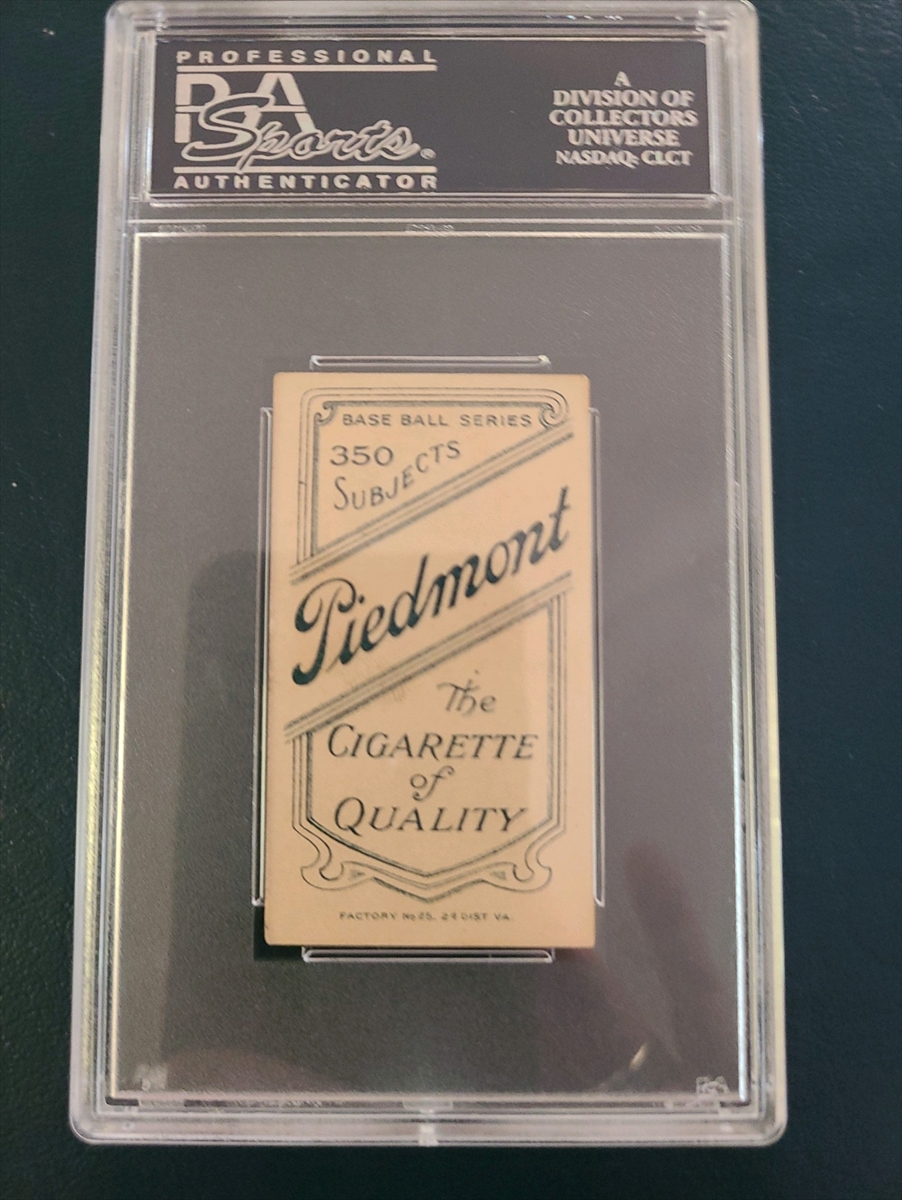 PROFESSIONAL
PSA
Sports®
AUTHENTICATOR
A
DIVISION OF
COLLECTORS
UNIVERSE
NASDAQ: CLCT
BASE BALL SERIES
350
SUBJECTS
Piedmont
The
CIGARETTE
of
QUALITY
FACTORY No 25, 2d DIST VA.